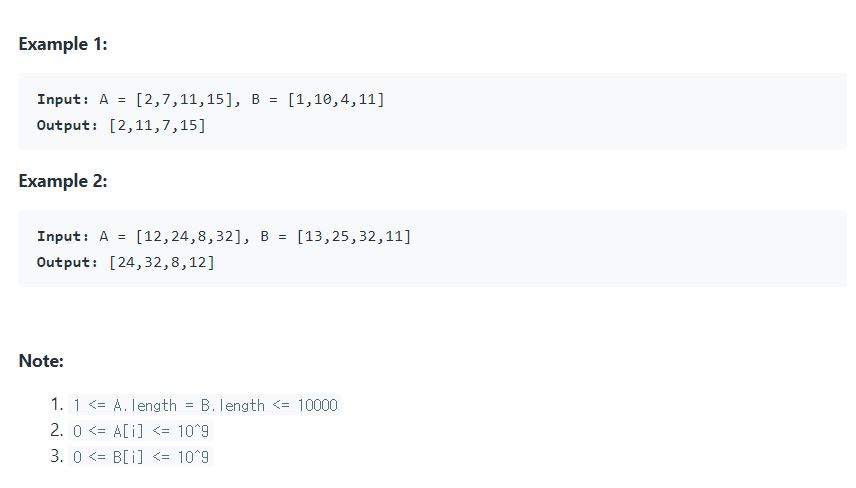 Example 1:
Input: A = [2,7,11,15], B = [1,10,4,11]
Output: [2,11,7,15]
Example 2:
Input: A = [12,24,8,32], B = [13,25,32,11]
Output: [24,32,8,12]
Note:
1. 1 <= A.length = B.length <= 10000
2. 0 <= A[i] <= 10^9
3. 0 <= B[i] <= 10^9